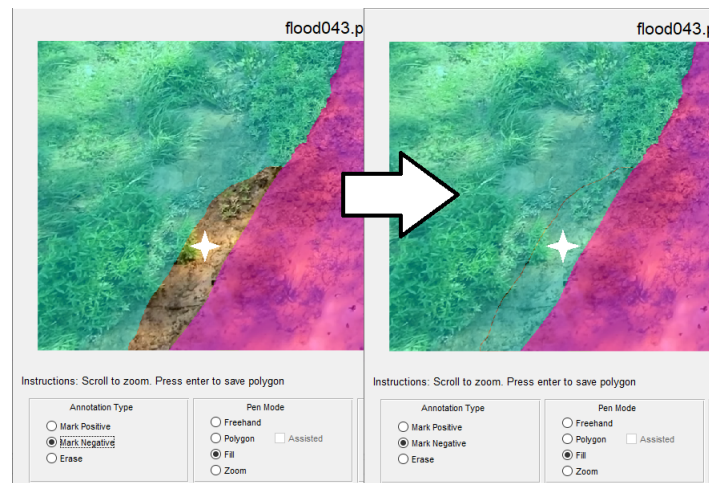 flood043.p
flood043.p
Instructions: Scroll to zoom. Press enter to save polygon
Instructions: Scroll to zoom. Press enter to save polygon
Annotation Type
Mark Positive
Mark Negative
Erase
Pen Mode
Freehand
Polygon Assisted
Fill
Zoom
Annotation Type
Mark Positive
Mark Negative
Erase
Pen Mode
Freehand
Polygon Assisted
Fill
Zoom